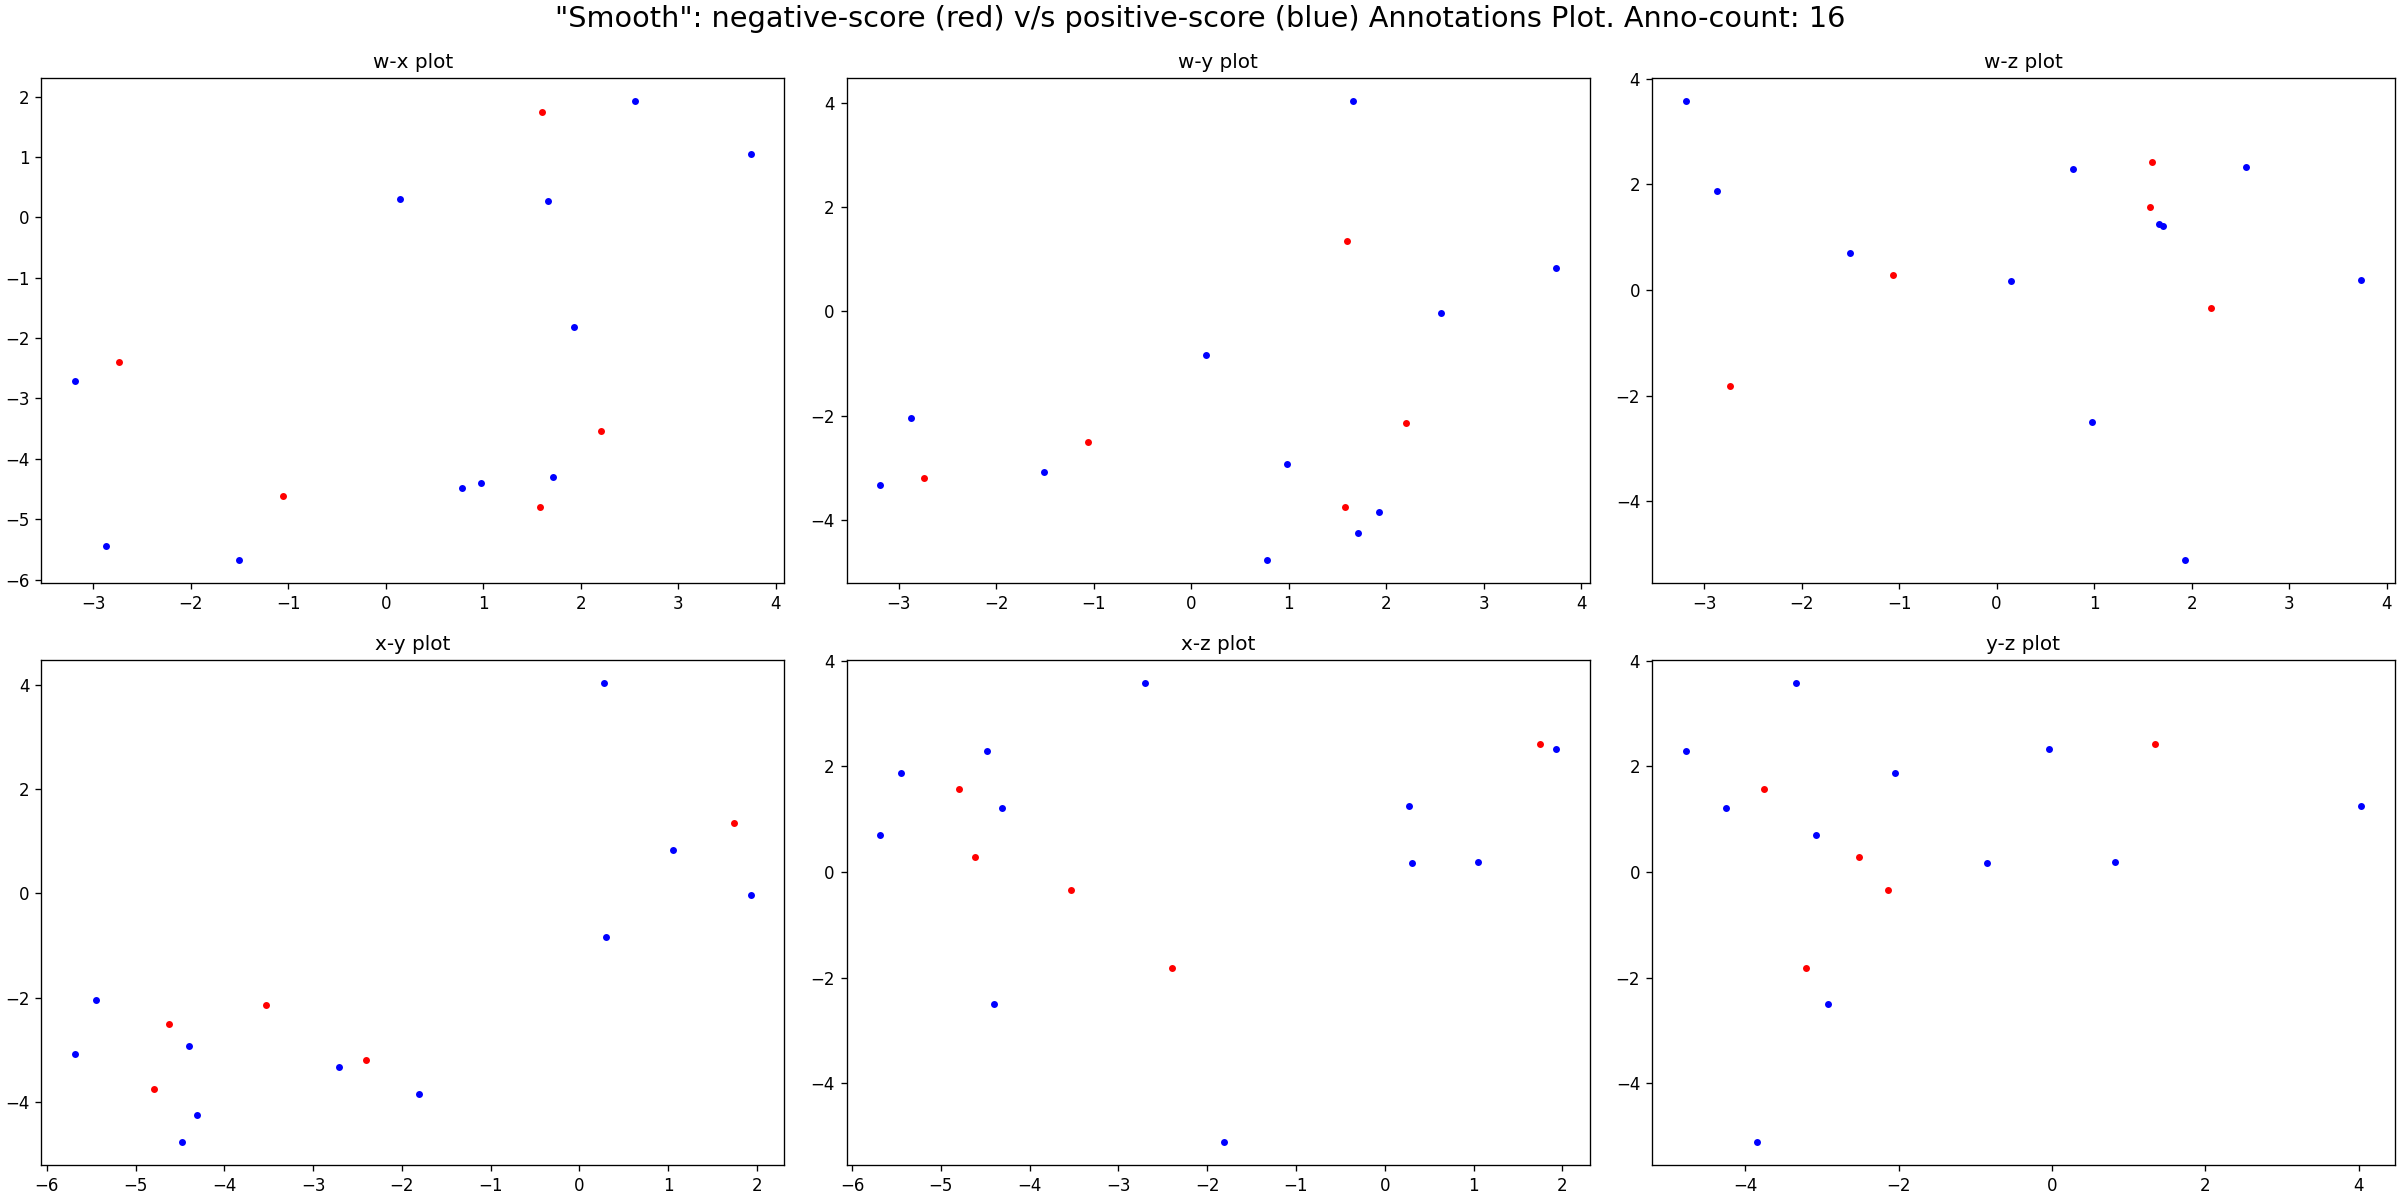 "Smooth": negative-score (red) v/s positive-score (blue) Annotations Plot. Anno-count: 16
w-x plot
w-y plot
w-z plot
2
1
0
−1
−2
−3
−4
−5
−6
−3 −2 −1 0 1 2 3 4
4
2
0
−2
−4
−3 −2 −1 0 1 2 3 4
4
2
0
−2
−4
−3 −2 −1 0 1 2 3 4
x-y plot
x-z plot
y-z plot
4
2
0
−2
−4
−6 −5 −4 −3 −2 −1 0 1 2
4
2
0
−2
−4
−6 −5 −4 −3 −2 −1 0 1 2
4
2
0
−2
−4
−4 −2 0 2 4